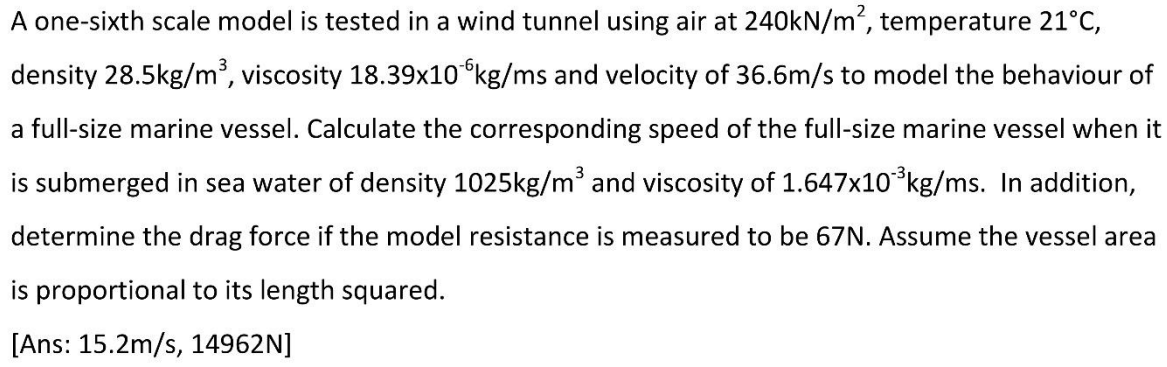 A one-sixth scale model is tested in a wind tunnel using air at 240kN/m², temperature 21°C,
density 28.5kg/m³, viscosity 18.39x10⁻⁶kg/ms and velocity of 36.6m/s to model the behaviour of
a full-size marine vessel. Calculate the corresponding speed of the full-size marine vessel when it
is submerged in sea water of density 1025kg/m³ and viscosity of 1.647x10⁻³kg/ms. In addition,
determine the drag force if the model resistance is measured to be 67N. Assume the vessel area
is proportional to its length squared.
[Ans: 15.2m/s, 14962N]